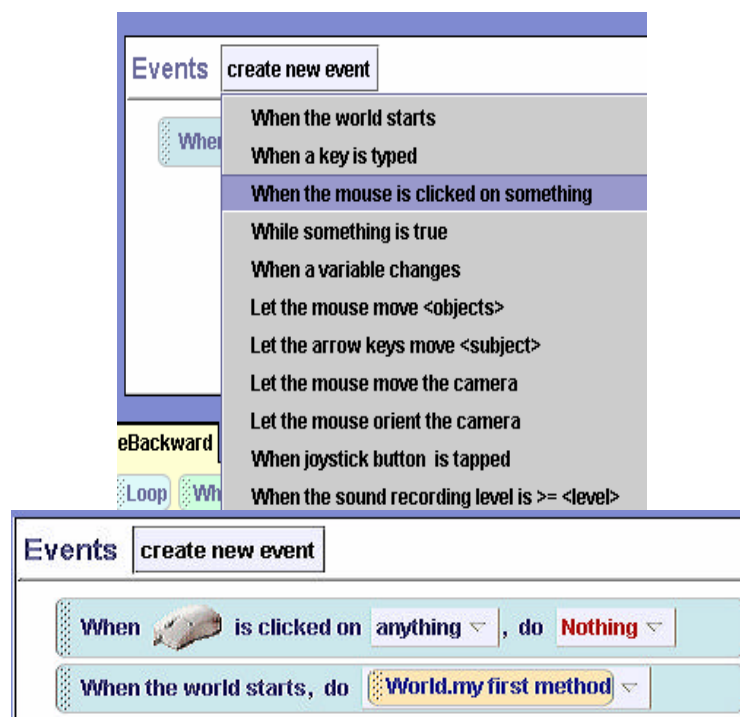 Events create new event
When the world starts
When a key is typed
When the mouse is clicked on something
While something is true
When a variable changes
Let the mouse move <objects>
Let the arrow keys move <subject>
Let the mouse move the camera
Let the mouse orient the camera
eBackward
When joystick button is tapped
Loop Wh
When the sound recording level is >= <level>
Events create new event
When is clicked on anything , do Nothing
When the world starts, do World.my first method